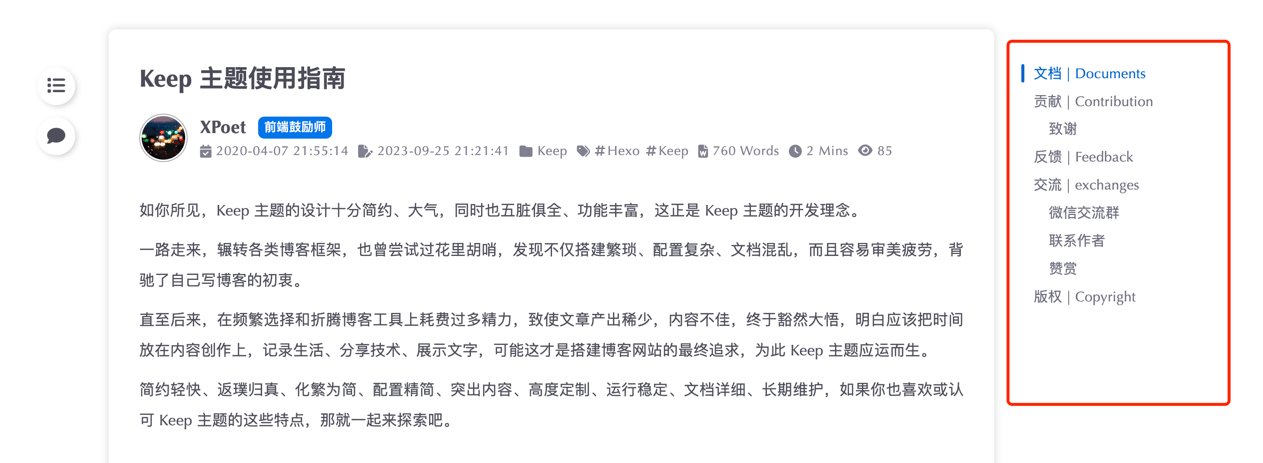 Keep 主题使用指南
XPoet 前端鼓励师
2020-04-07 21:55:14 2023-09-25 21:21:41 Keep #Hexo #Keep 760 Words 2 Mins 85
如你所见，Keep 主题的设计十分简约、大气，同时也五脏俱全、功能丰富，这正是 Keep 主题的开发理念。
一路走来，辗转各类博客框架，也曾尝试过花里胡哨，发现不仅搭建繁琐、配置复杂、文档混乱，而且容易审美疲劳，背
驰了自己写博客的初衷。
直至后来，在频繁选择和折腾博客工具上耗费过多精力，致使文章产出稀少，内容不佳，终于豁然大悟，明白应该把时间
放在内容创作上，记录生活、分享技术、展示文字，可能这才是搭建博客网站的最终追求，为此 Keep 主题应运而生。
简约轻快、返璞归真、化繁为简、配置精简、突出内容、高度定制、运行稳定、文档详细、长期维护，如果你也喜欢或认
可 Keep 主题的这些特点，那就一起来探索吧。
文档 | Documents
贡献 | Contribution
致谢
反馈 | Feedback
交流 | exchanges
微信交流群
联系作者
赞赏
版权 | Copyright